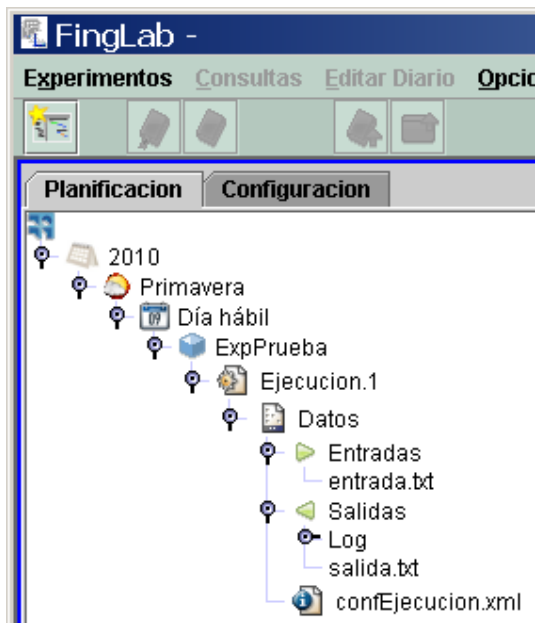 FingLab -
Experimentos Consultas Editar Diario
Planificacion Configuracion
2010
Primavera
09 Día hábil
ExpPrueba
Ejecucion.1
Datos
Entradas
entrada.txt
Salidas
Log
salida.txt
confEjecucion.xml